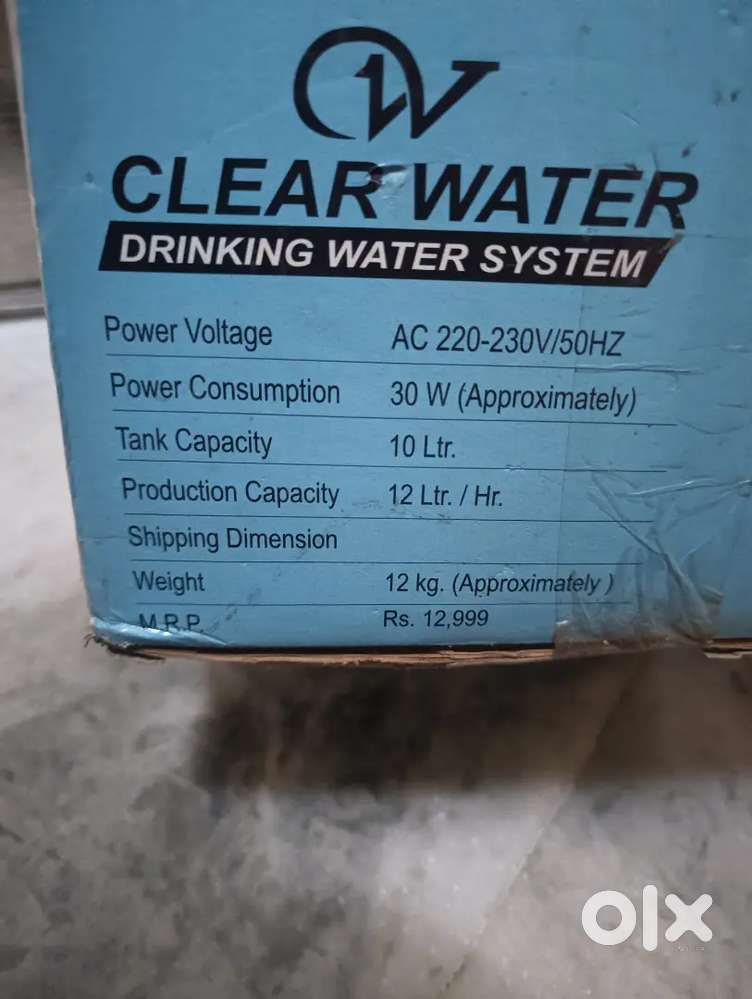 CW
CLEAR WATER
DRINKING WATER SYSTEM
Power Voltage AC 220-230V/50HZ
Power Consumption 30 W (Approximately)
Tank Capacity 10 Ltr.
Production Capacity 12 Ltr. / Hr.
Shipping Dimension
Weight 12 kg. (Approximately )
M.R.P. Rs. 12,999
olx